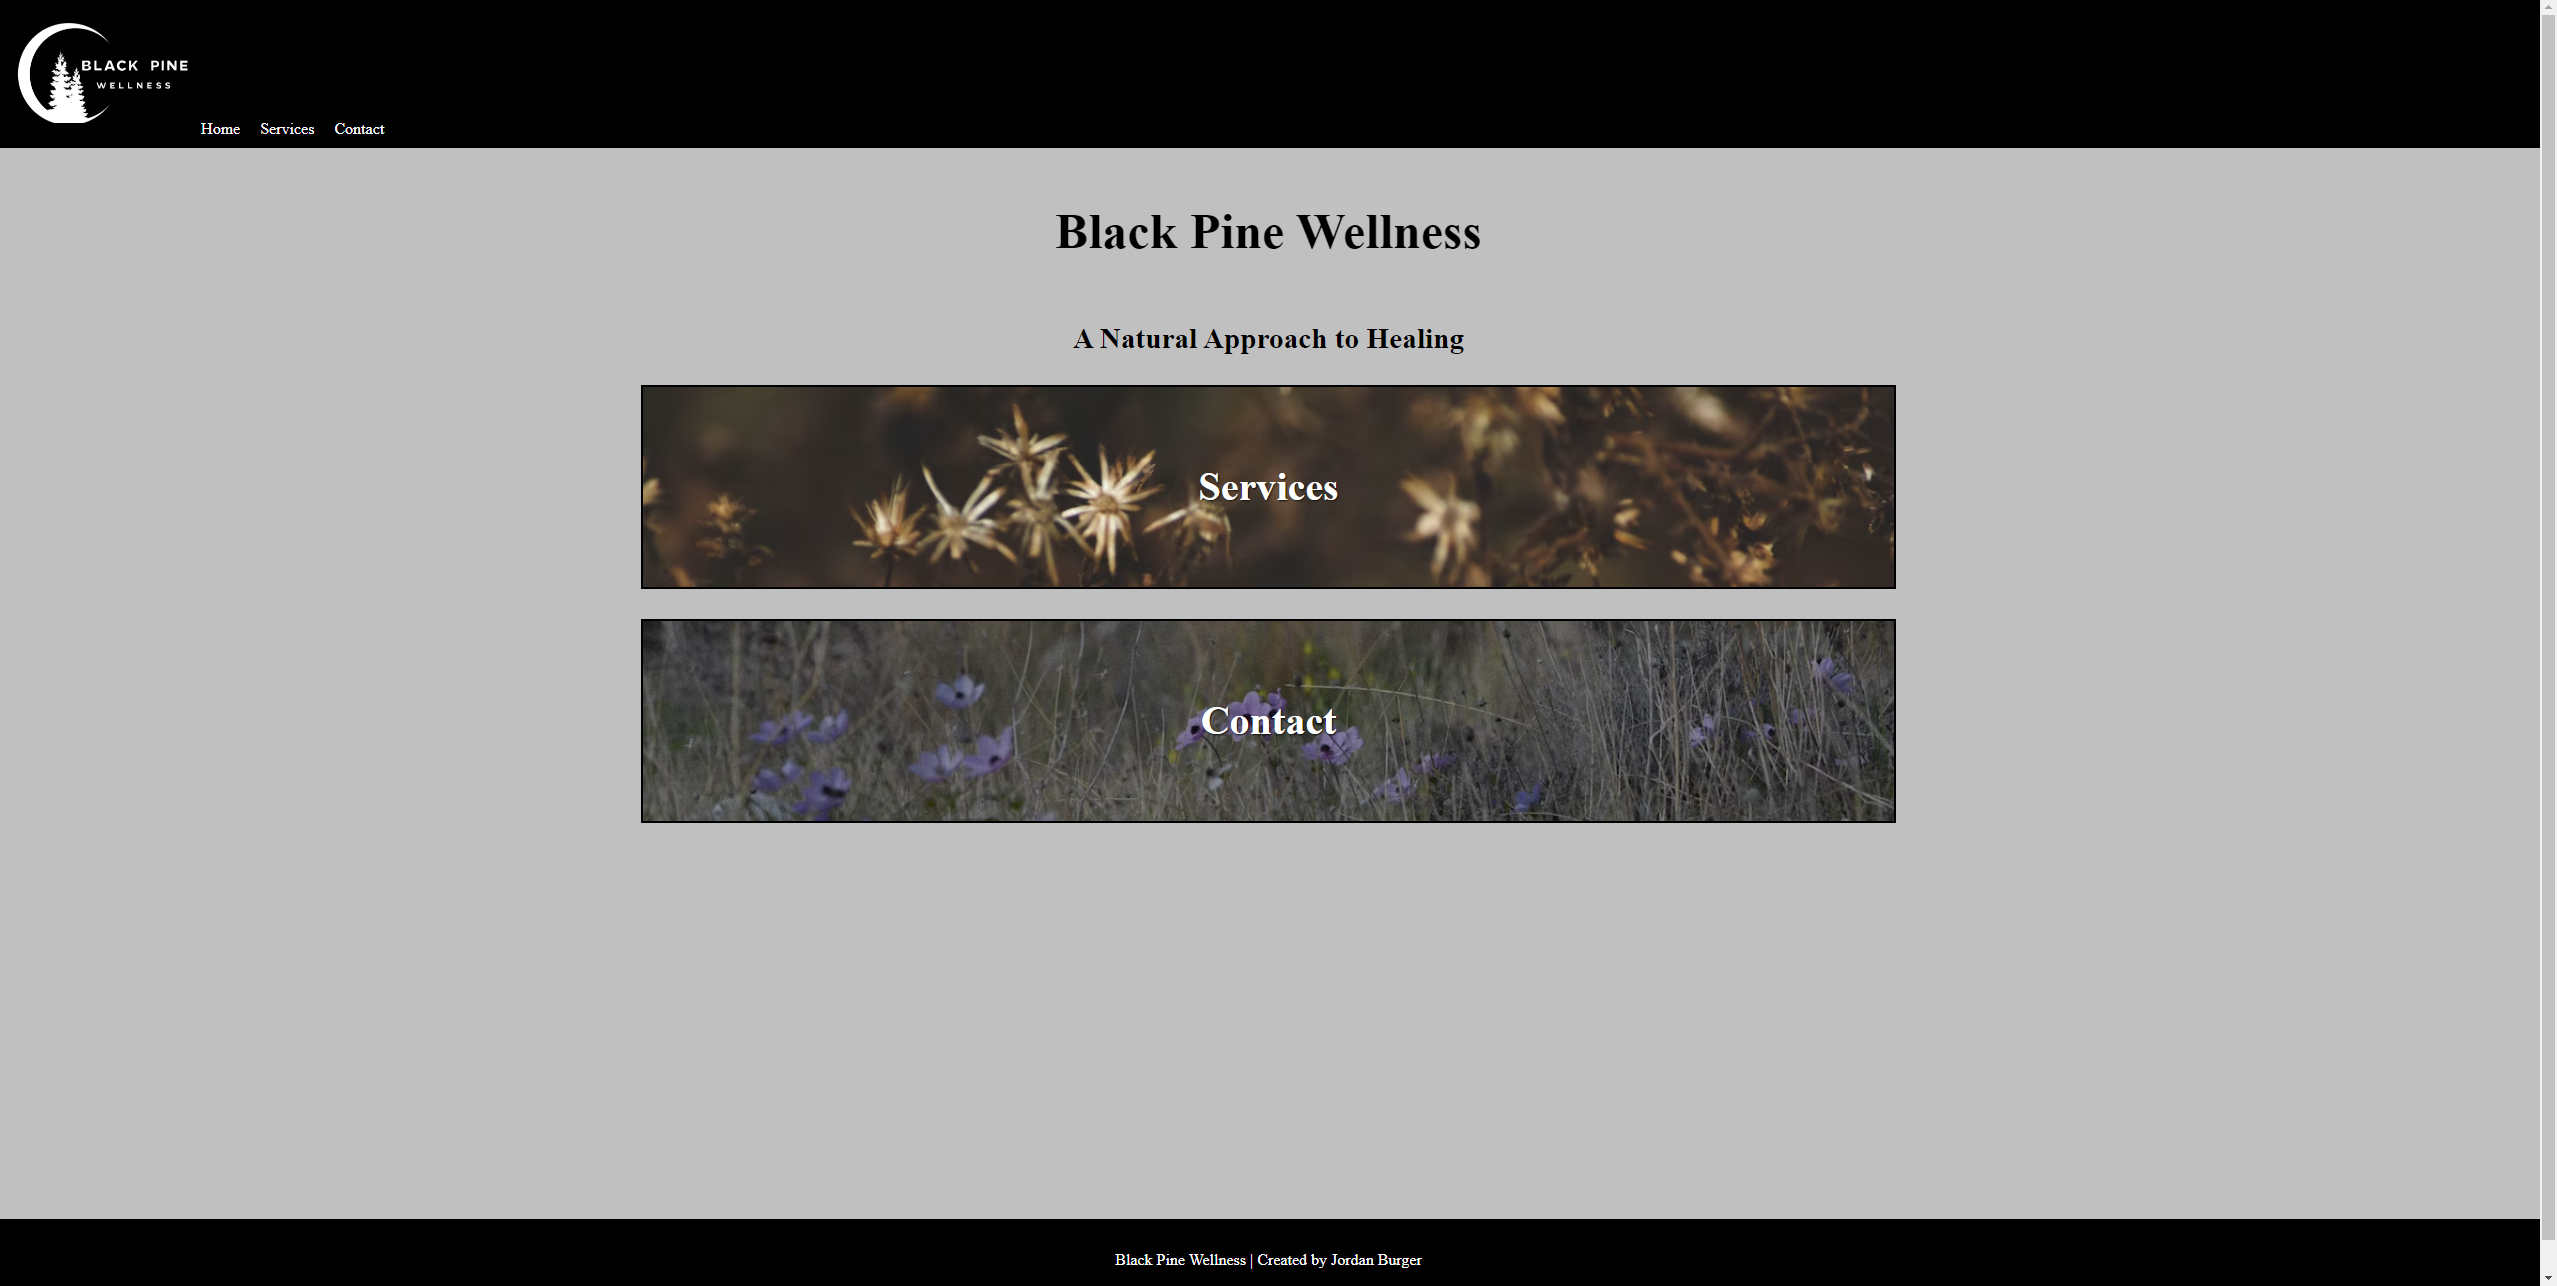 BLACK PINE
WELLNESS
Home Services Contact
Black Pine Wellness
A Natural Approach to Healing
Services
Contact
Black Pine Wellness | Created by Jordan Burger